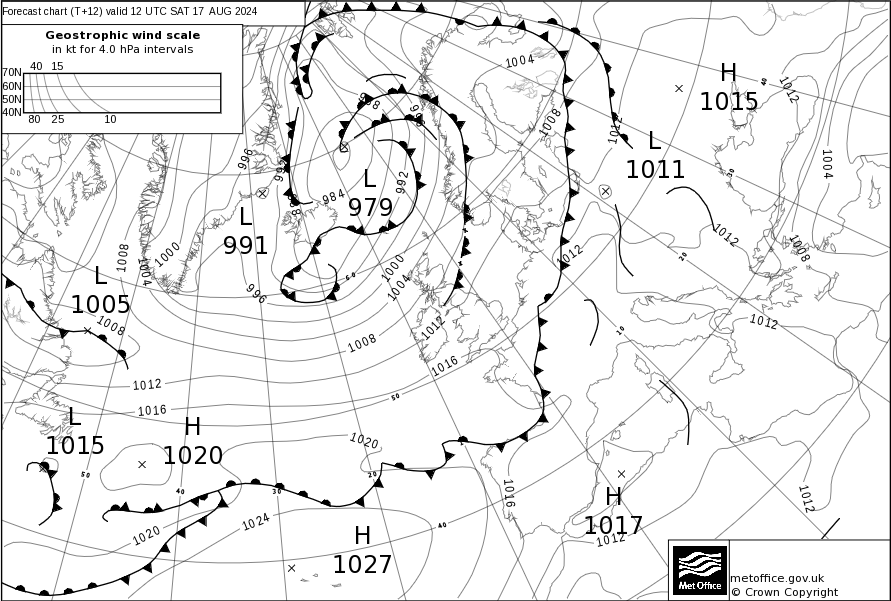 Forecast chart (T+12) valid 12 UTC SAT 17 AUG 2024
Geostrophic wind scale
in kt for 4.0 hPa intervals
40 15
70N
60N
50N
40N
80 25 10
H
1015
L
1011
L
979
L
991
L
1005
L
1015
H
1020
H
1017
H
1027
1004
1008
1012
1012
1004
1012
1008
1012
1012
1012
1012
996
984
992
1000
1004
1008
1004
1000
996
1008
1012
1016
1008
1012
1016
1020
1016
1020
1024
1012
988
40
30
20
10
60
50
50
40
30
20
40
metoffice.gov.uk
© Crown Copyright
Met Office